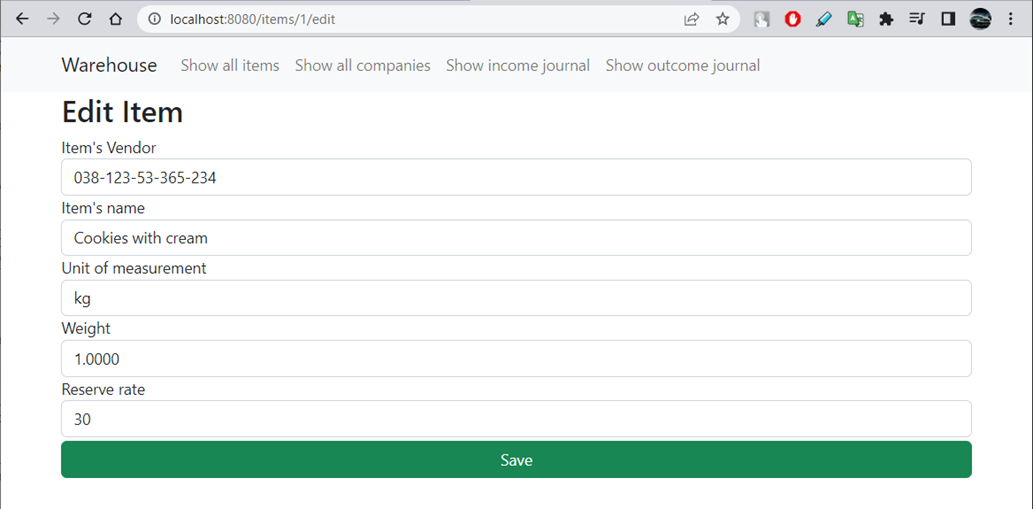 localhost:8080/items/1/edit
Warehouse Show all items Show all companies Show income journal Show outcome journal
Edit Item
Item's Vendor
038-123-53-365-234
Item's name
Cookies with cream
Unit of measurement
kg
Weight
1.0000
Reserve rate
30
Save